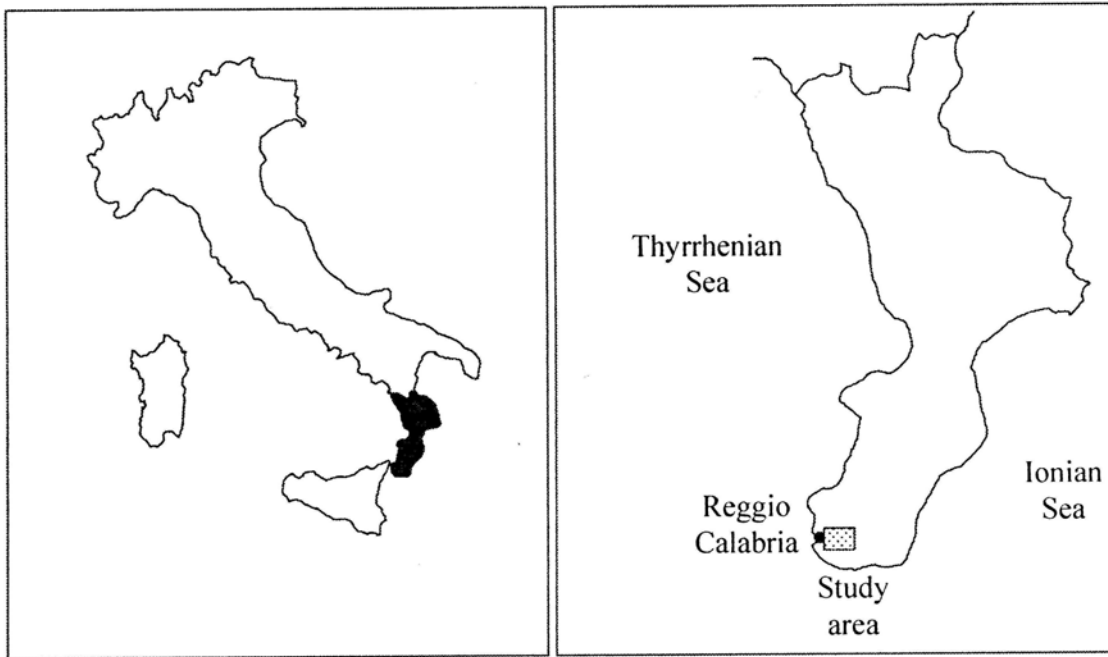 Thyrrhenian
Sea
Ionian
Sea
Reggio
Calabria
Study
area